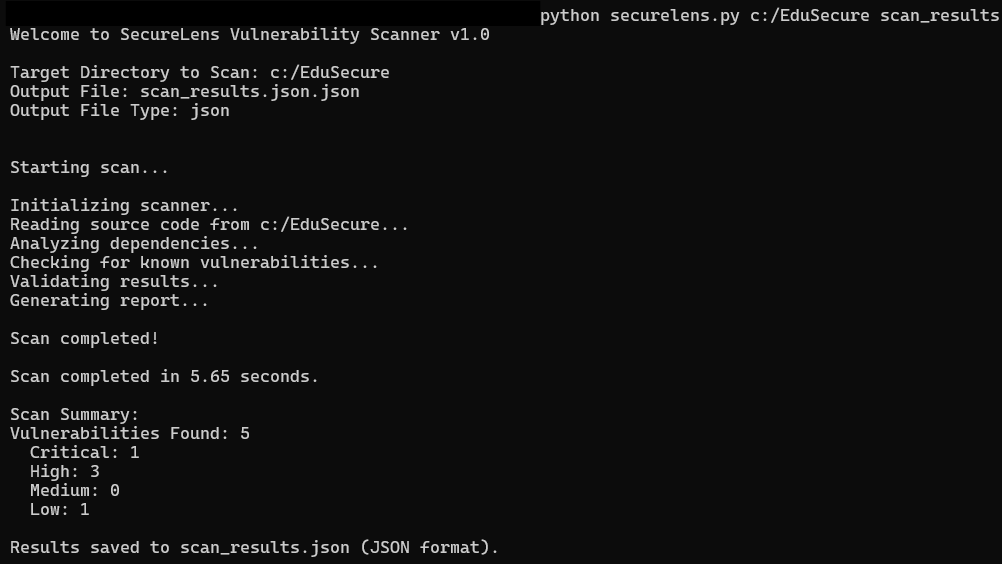 python securelens.py c:/EduSecure scan_results
Welcome to SecureLens Vulnerability Scanner v1.0
Target Directory to Scan: c:/EduSecure
Output File: scan_results.json.json
Output File Type: json
Starting scan...
Initializing scanner...
Reading source code from c:/EduSecure...
Analyzing dependencies...
Checking for known vulnerabilities...
Validating results...
Generating report...
Scan completed!
Scan completed in 5.65 seconds.
Scan Summary:
Vulnerabilities Found: 5
Critical: 1
High: 3
Medium: 0
Low: 1
Results saved to scan_results.json (JSON format).